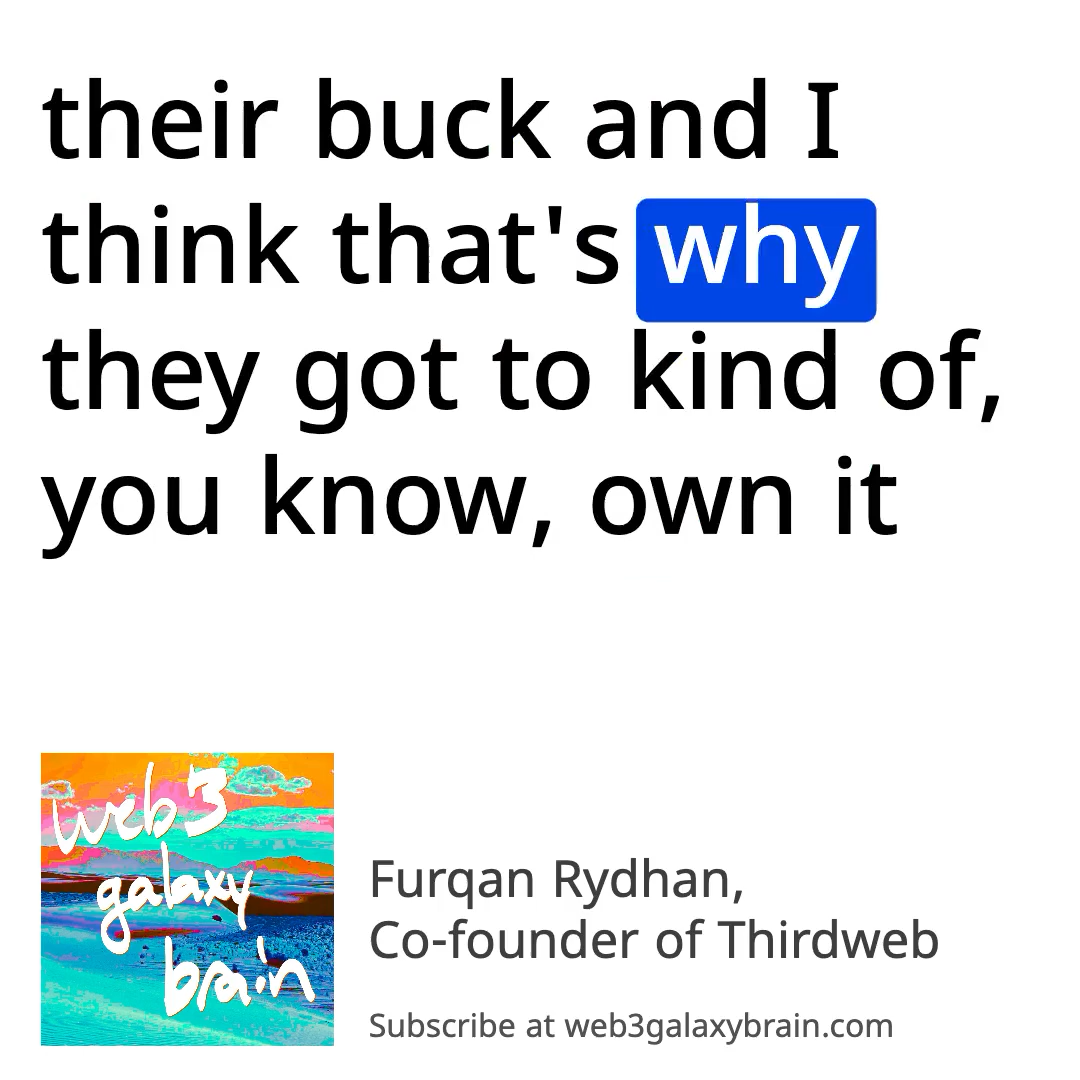 their buck and I
think that's why
they got to kind of,
you know, own it
web3
galaxy
brain
Furqan Rydhan,
Co-founder of Thirdweb
Subscribe at web3galaxybrain.com